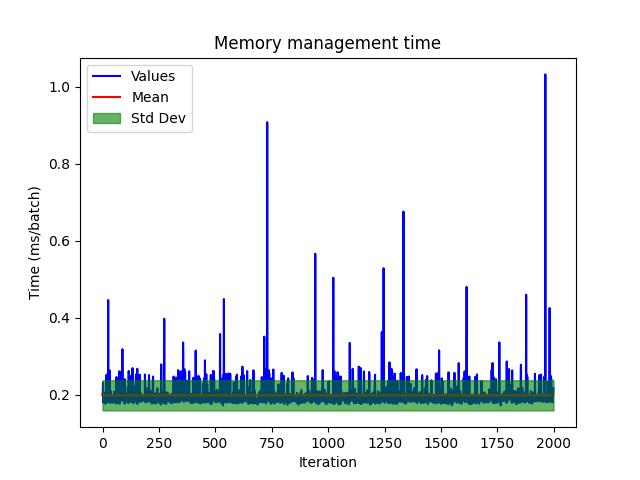 Memory management time
Values
Mean
Std Dev
Time (ms/batch)
1.0
0.8
0.6
0.4
0.2
0 250 500 750 1000 1250 1500 1750 2000
Iteration